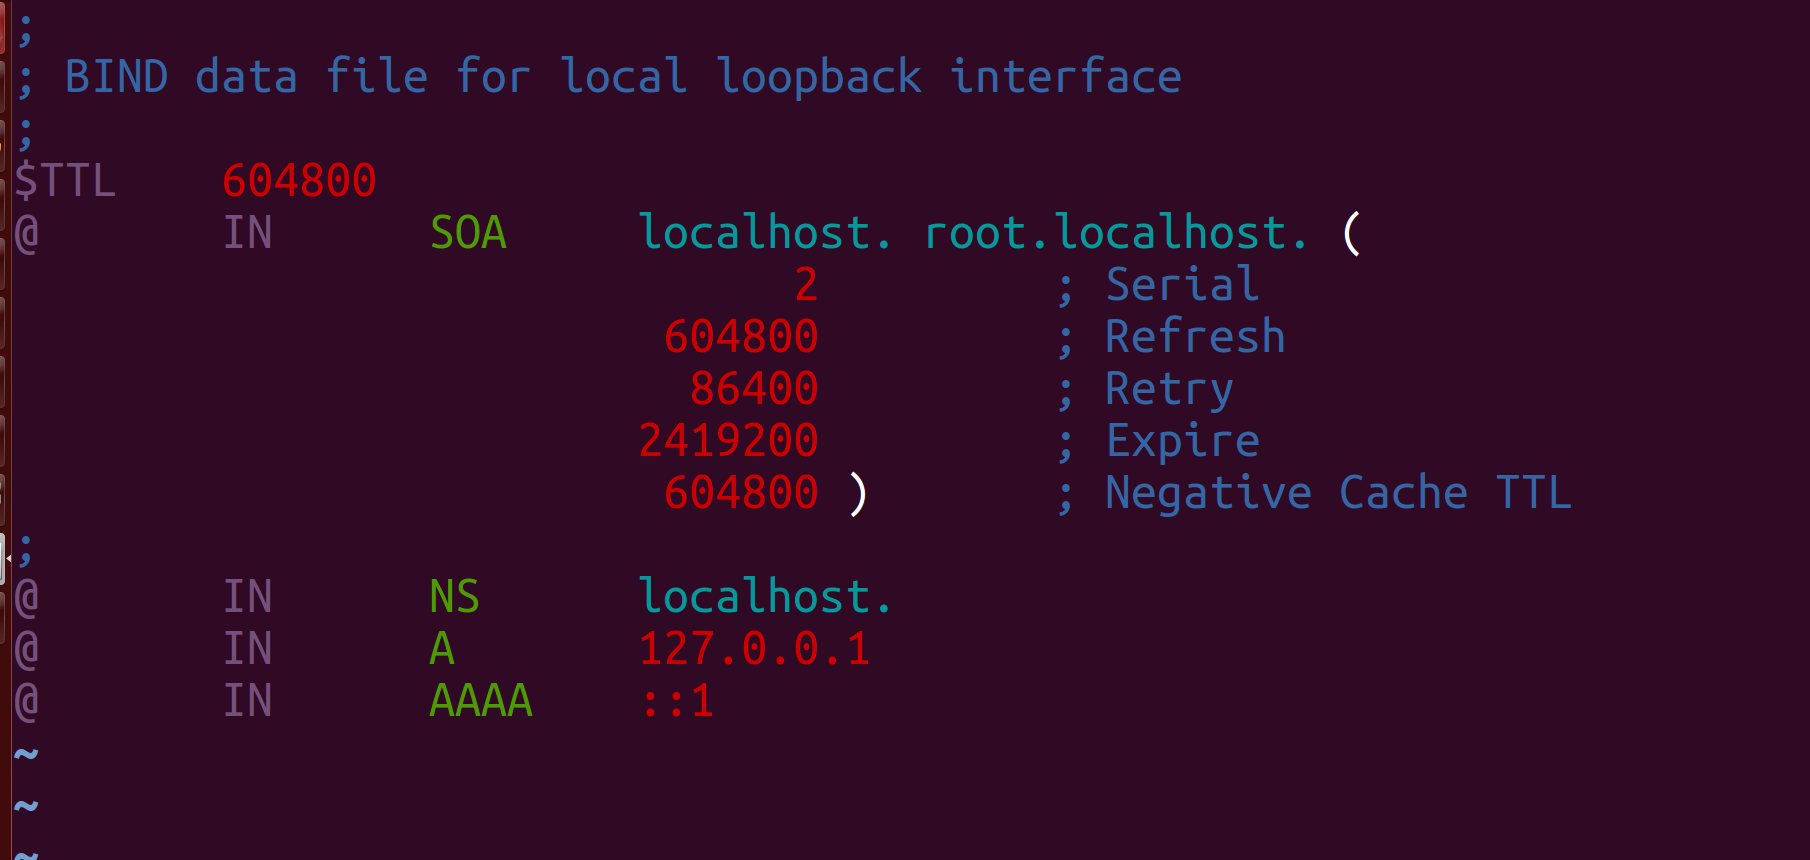 ;
; BIND data file for local loopback interface
;
$TTL    604800
@       IN      SOA     localhost. root.localhost. (
                              2         ; Serial
                         604800         ; Refresh
                          86400         ; Retry
                        2419200         ; Expire
                         604800 )       ; Negative Cache TTL
;
@       IN      NS      localhost.
@       IN      A       127.0.0.1
@       IN      AAAA    ::1
~
~
~